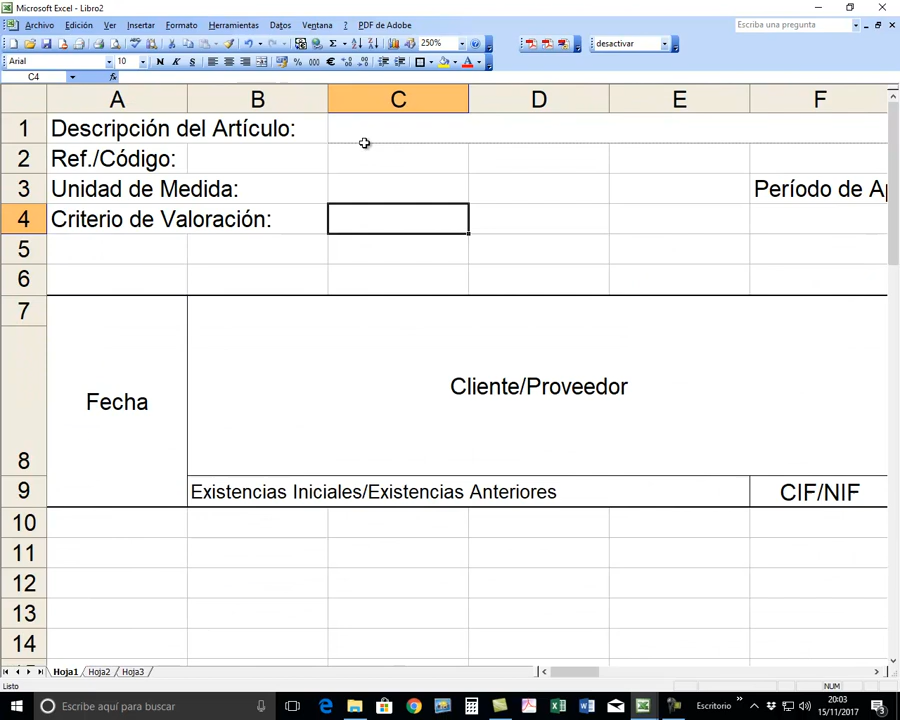 Microsoft Excel - Libro2
Archivo Edición Ver Insertar Formato Herramientas Datos Ventana ? PDF de Adobe
Escriba una pregunta
Σ 250% desactivar
Arial 10 N K S % 000 €
C4 fx
A B C D E F
1 Descripción del Artículo:
2 Ref./Código:
3 Unidad de Medida: Período de Ap
4 Criterio de Valoración:
5
6
7
Cliente/Proveedor
Fecha
8
9 Existencias Iniciales/Existencias Anteriores CIF/NIF
10
11
12
13
14
Hoja1 Hoja2 Hoja3
Listo NUM
Escribe aquí para buscar Escritorio 20:03
15/11/2017